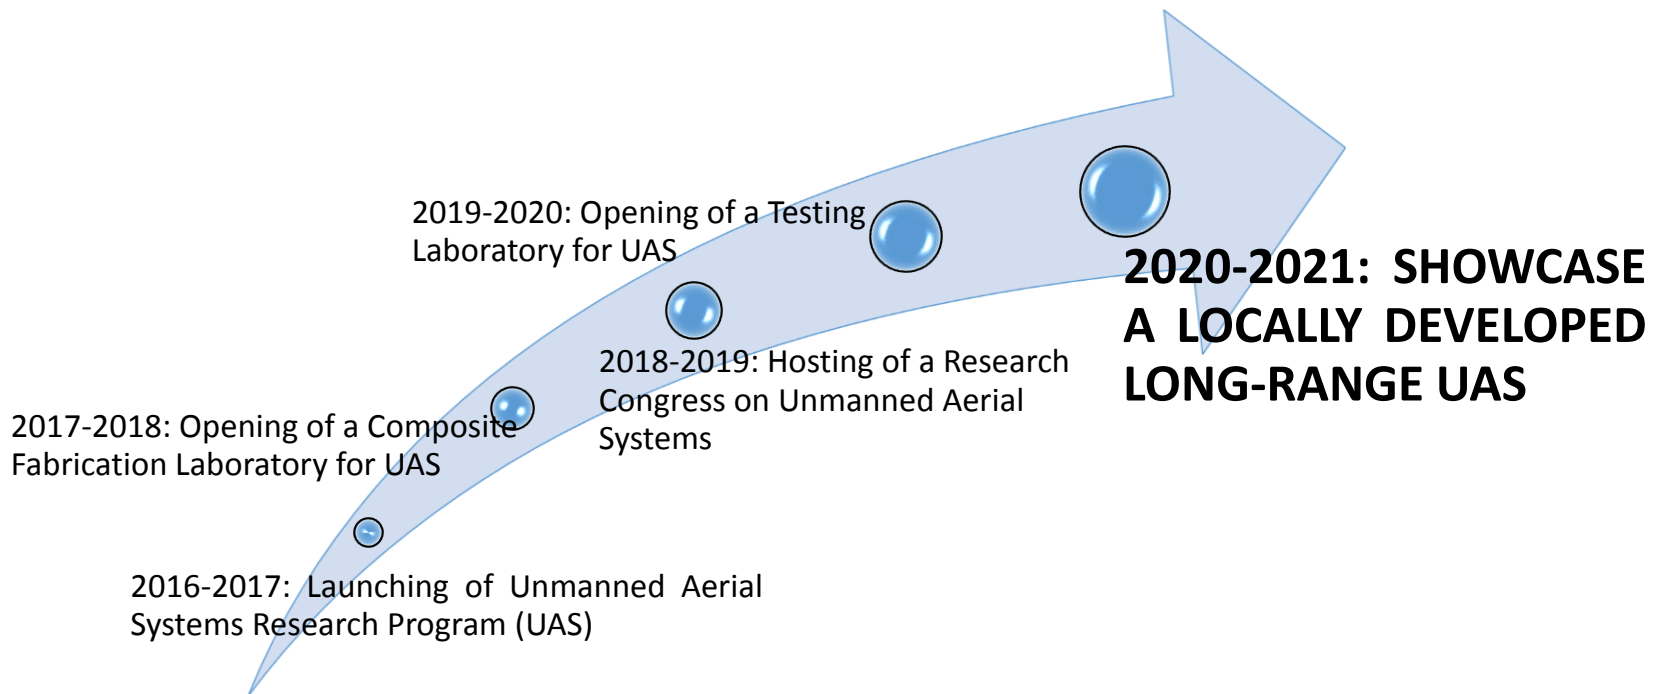 2019-2020: Opening of a Testing
Laboratory for UAS
2020-2021: SHOWCASE
A LOCALLY DEVELOPED
LONG-RANGE UAS
2018-2019: Hosting of a Research
Congress on Unmanned Aerial
Systems
2017-2018: Opening of a Composite
Fabrication Laboratory for UAS
2016-2017: Launching of Unmanned Aerial
Systems Research Program (UAS)